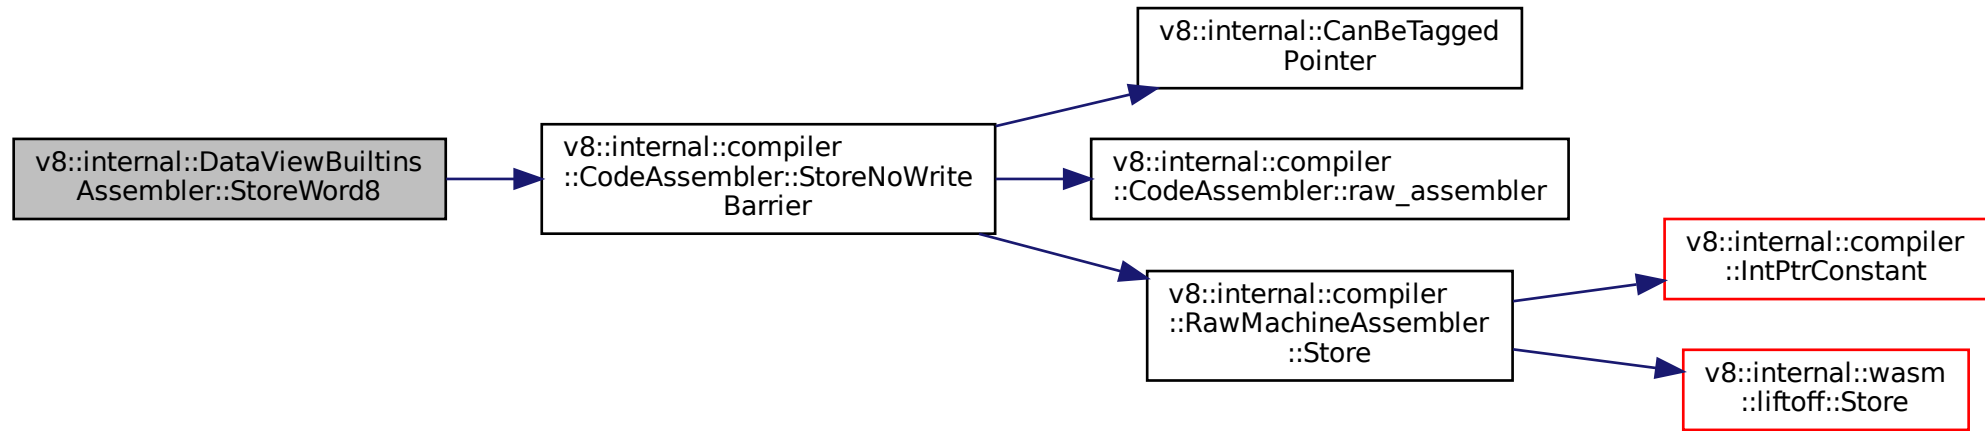 v8::internal::DataViewBuiltins
Assembler::StoreWord8
v8::internal::compiler
::CodeAssembler::StoreNoWrite
Barrier
v8::internal::CanBeTagged
Pointer
v8::internal::compiler
::CodeAssembler::raw_assembler
v8::internal::compiler
::RawMachineAssembler
::Store
v8::internal::compiler
::IntPtrConstant
v8::internal::wasm
::liftoff::Store